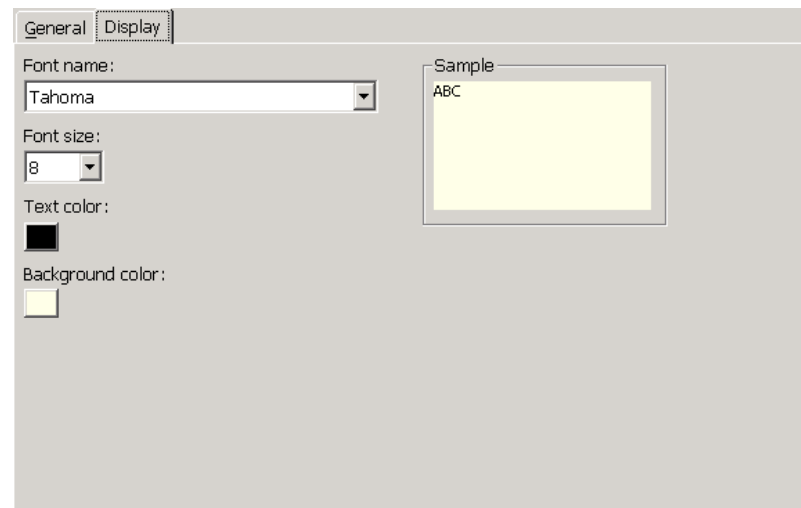 General Display
Font name:
Tahoma
Font size:
8
Text color:
Background color:
Sample
ABC